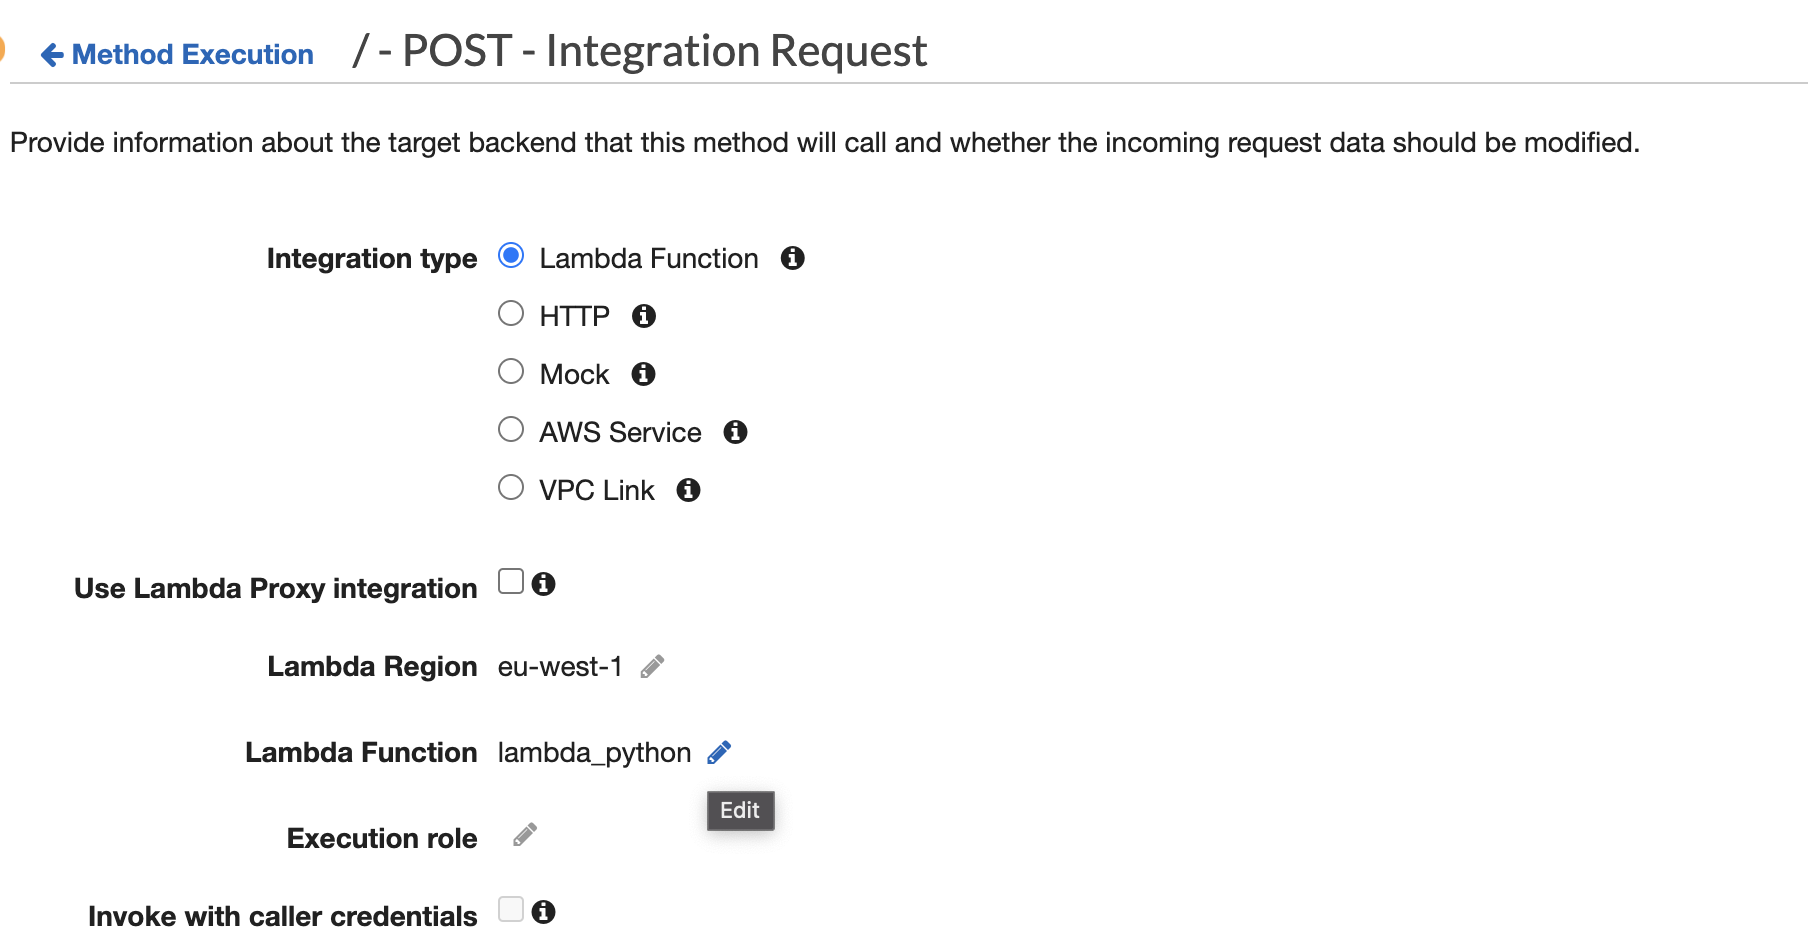 Method Execution / - POST - Integration Request
Provide information about the target backend that this method will call and whether the incoming request data should be modified.
Integration type Lambda Function
HTTP
Mock
AWS Service
VPC Link
Use Lambda Proxy integration
Lambda Region eu-west-1
Lambda Function lambda_python
Edit
Execution role
Invoke with caller credentials